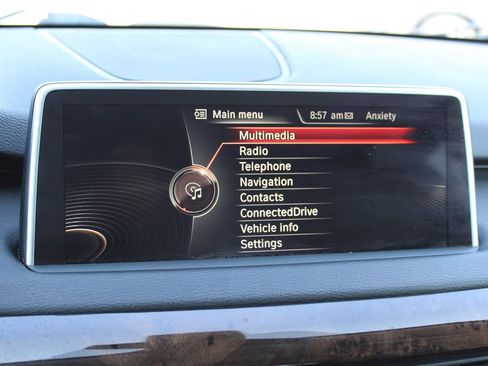 Main menu 8:57 am Anxiety
Multimedia
Radio
Telephone
Navigation
Contacts
ConnectedDrive
Vehicle info
Settings